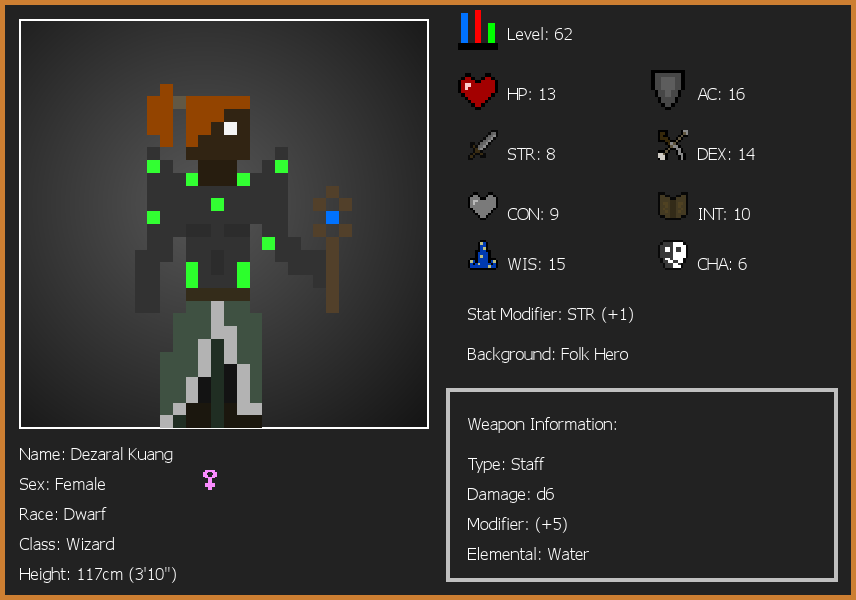 Level: 62
HP: 13
AC: 16
STR: 8
DEX: 14
CON: 9
INT: 10
WIS: 15
CHA: 6
Stat Modifier: STR (+1)
Background: Folk Hero
Weapon Information:
Type: Staff
Damage: d6
Modifier: (+5)
Elemental: Water
Name: Dezaral Kuang
Sex: Female
Race: Dwarf
Class: Wizard
Height: 117cm (3'10")